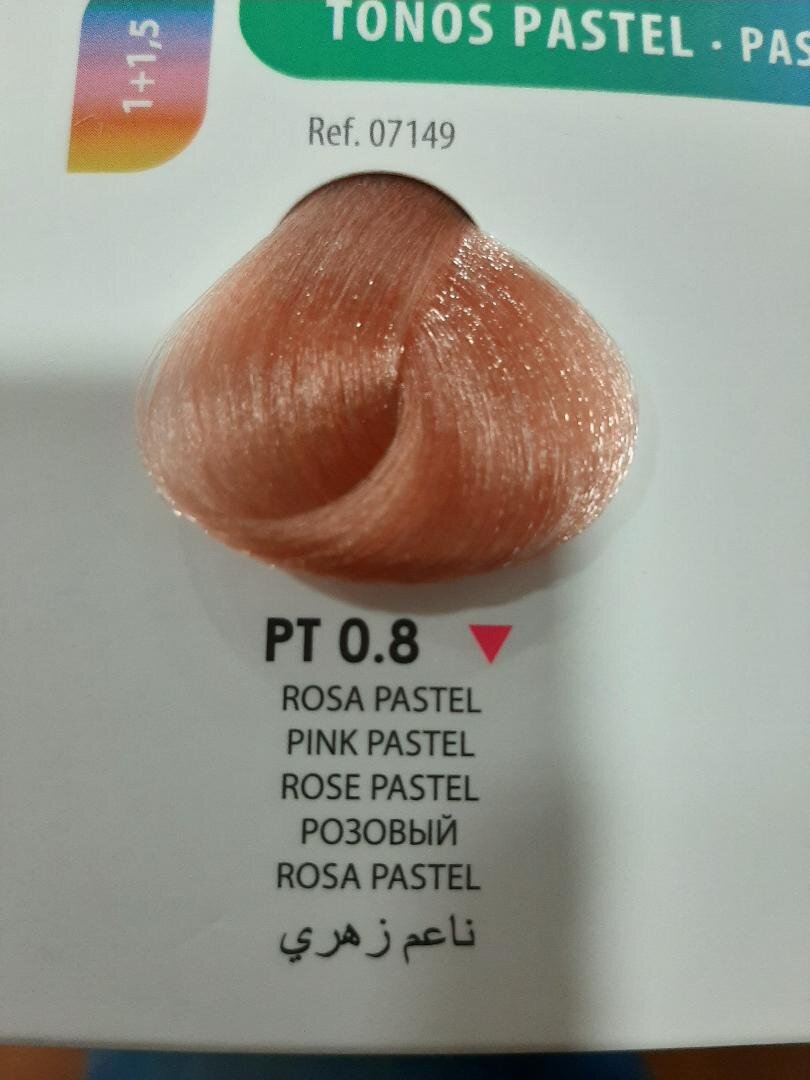 1+1,5
TONOS PASTEL · PAS
Ref. 07149
PT 0.8
ROSA PASTEL
PINK PASTEL
ROSE PASTEL
РОЗОВЫЙ
ROSA PASTEL
ناعم زهري